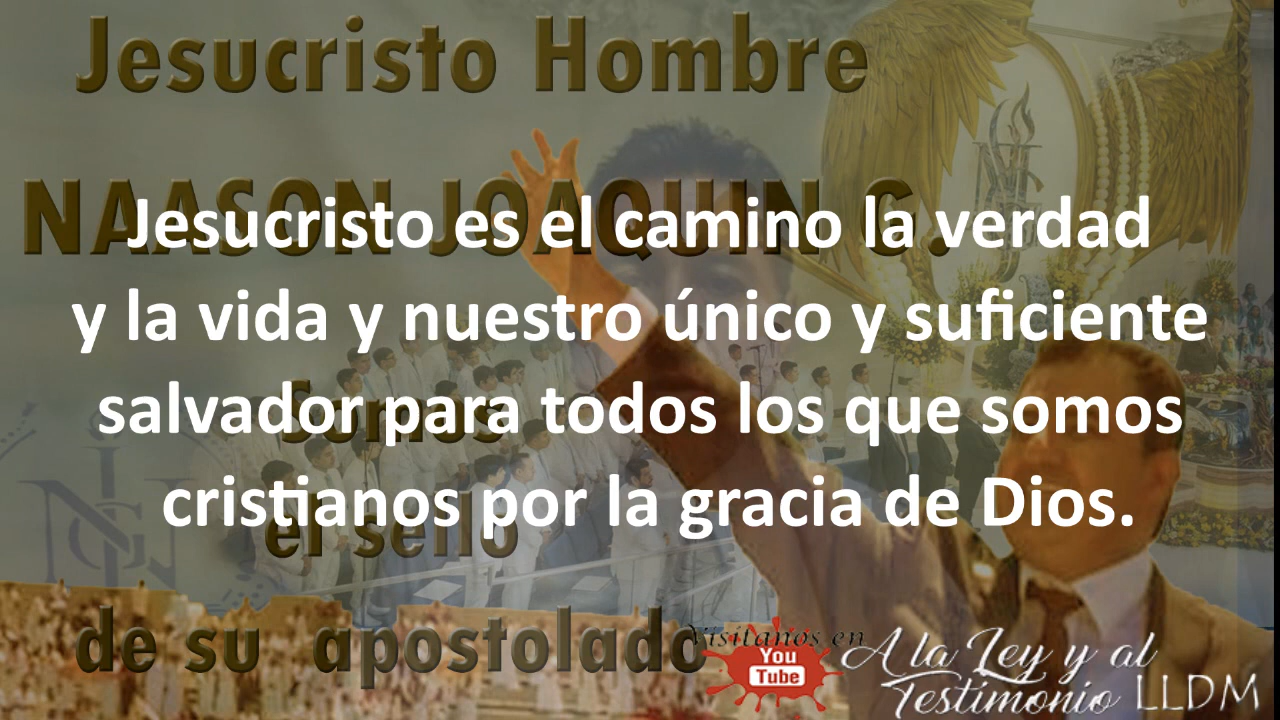 Jesucristo Hombre
NAASON JOAQUIN G.
Jesucristo es el camino la verdad
y la vida y nuestro único y suficiente
salvador para todos los que somos
cristianos por la gracia de Dios.
Somos
el sello
de su apostolado
Visítanos en
You
Tube
A la Ley y al
Testimonio LLDM